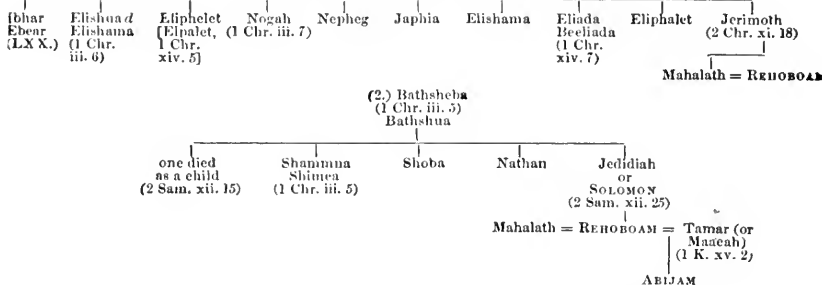 Ibhar Elishuad Eliphelet Nogah Nepheg Japhia Elishama Eliada Eliphalet Jerimoth
Ebear Elishama [Elpalet, (1 Chr. iii. 7) Beeliada (2 Chr. xi. 18)
(LXX.) (1 Chr. 1 Chr. (1 Chr.
iii. 6) xiv. 5] xiv. 7)
Mahalath = REHOBOAM
(2.) Bathsheba
(1 Chr. iii. 5)
Bathshua
one died Shammua Shoba Nathan Jedidiah
as a child Shimea or
(2 Sam. xii. 15) (1 Chr. iii. 5) SOLOMON
(2 Sam. xii. 25)
Mahalath = REHOBOAM = Tamar (or
Maacah)
(1 K. xv. 2)
ABIJAM